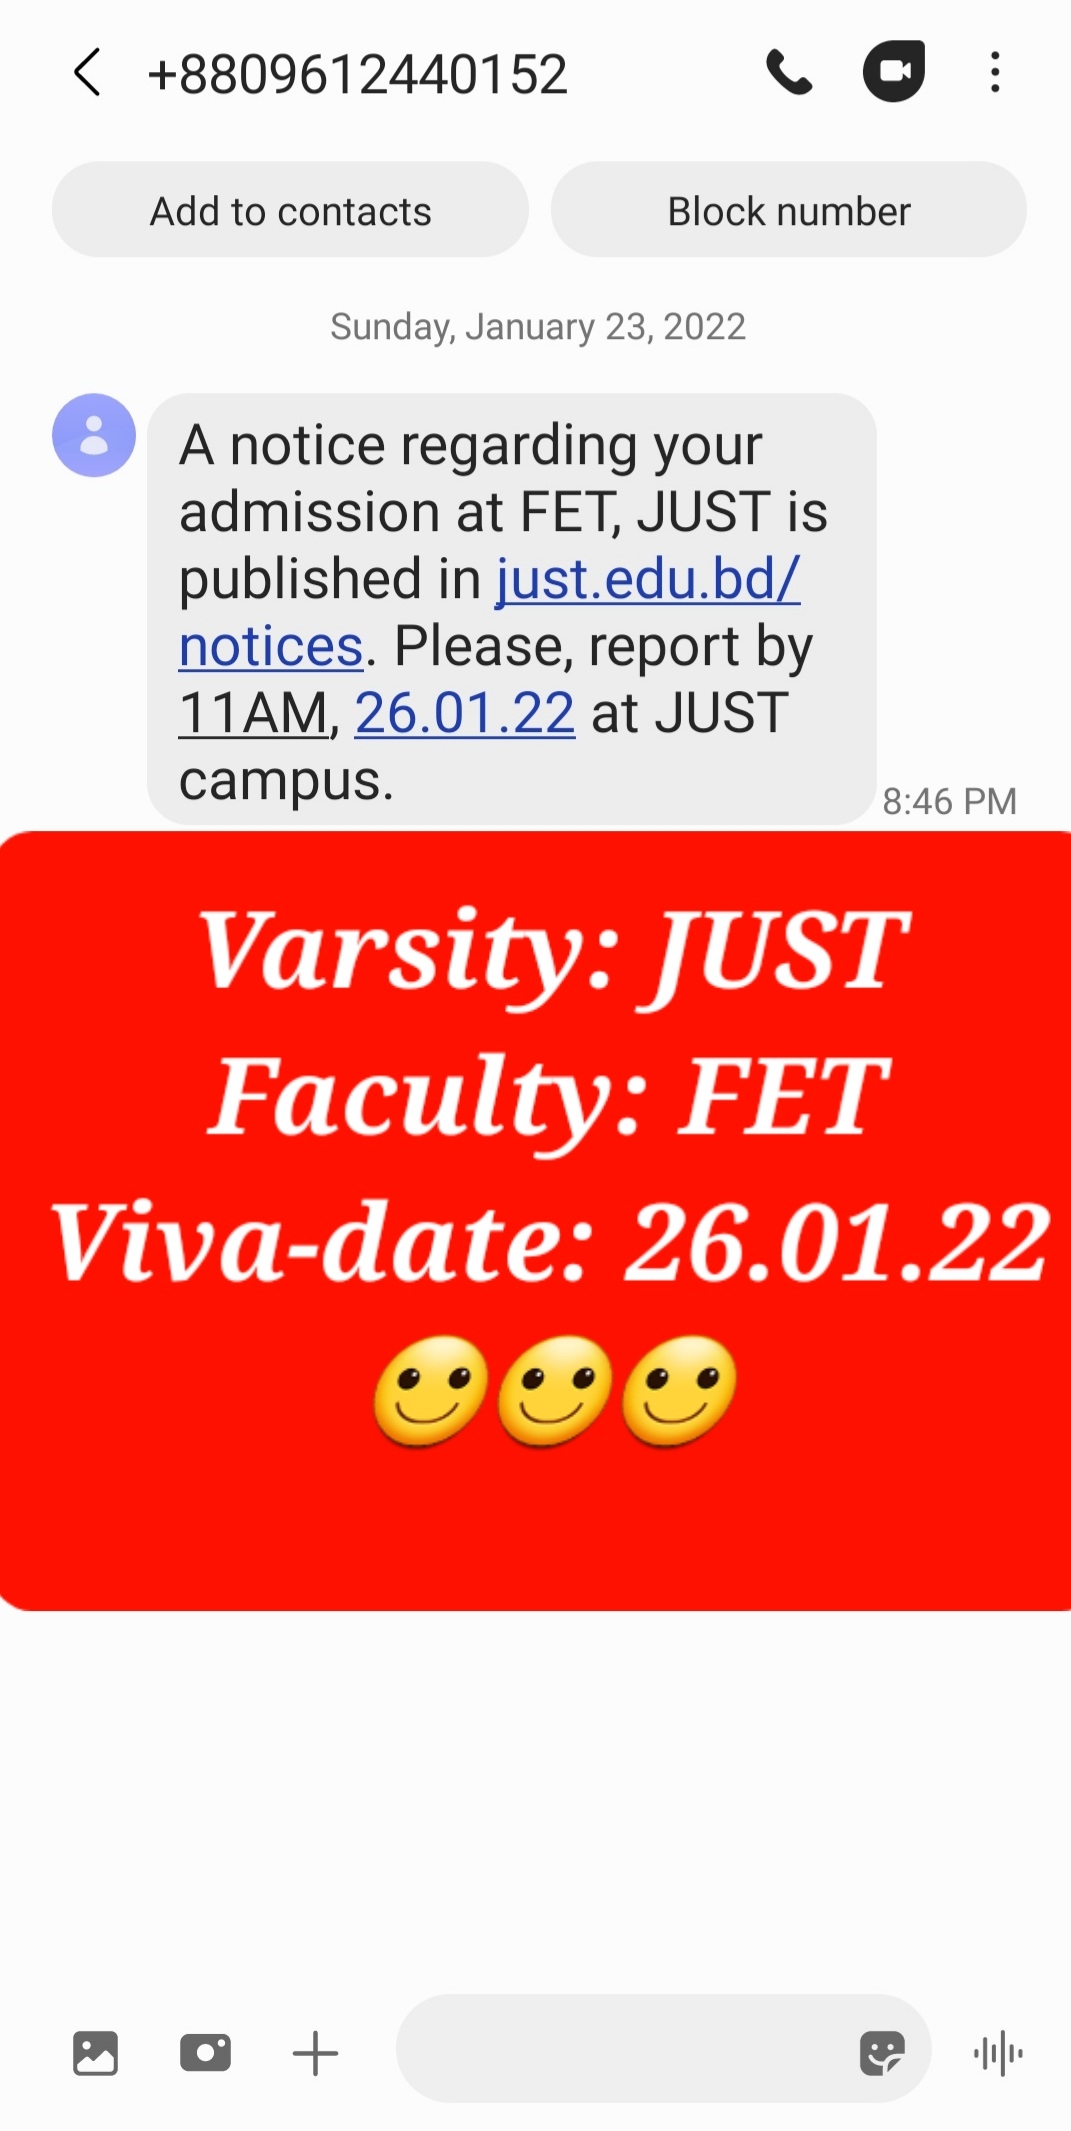 +8809612440152
Add to contacts
Block number
Sunday, January 23, 2022
A notice regarding your
admission at FET, JUST is
published in just.edu.bd/
notices. Please, report by
11AM, 26.01.22 at JUST
campus.
8:46 PM
Varsity: JUST
Faculty: FET
Viva-date: 26.01.22